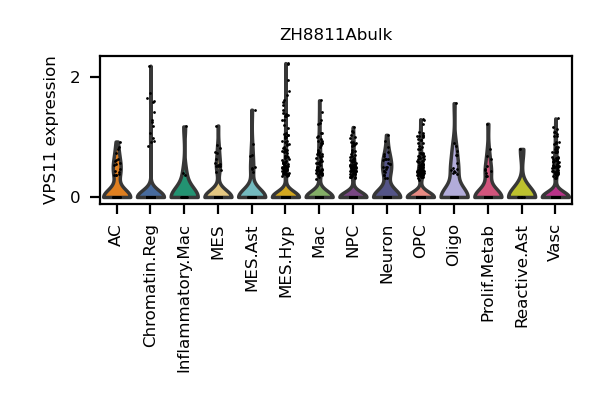 ZH8811Abulk
VPS11 expression
2
0
AC
Chromatin.Reg
Inflammatory.Mac
MES
MES.Ast
MES.Hyp
Mac
NPC
Neuron
OPC
Oligo
Prolif.Metab
Reactive.Ast
Vasc